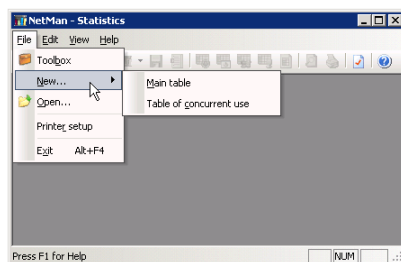 NetMan - Statistics
File Edit View Help
Toolbox
New...
Main table
Table of concurrent use
Open...
Printer setup
Exit Alt+F4
Press F1 for Help
NUM